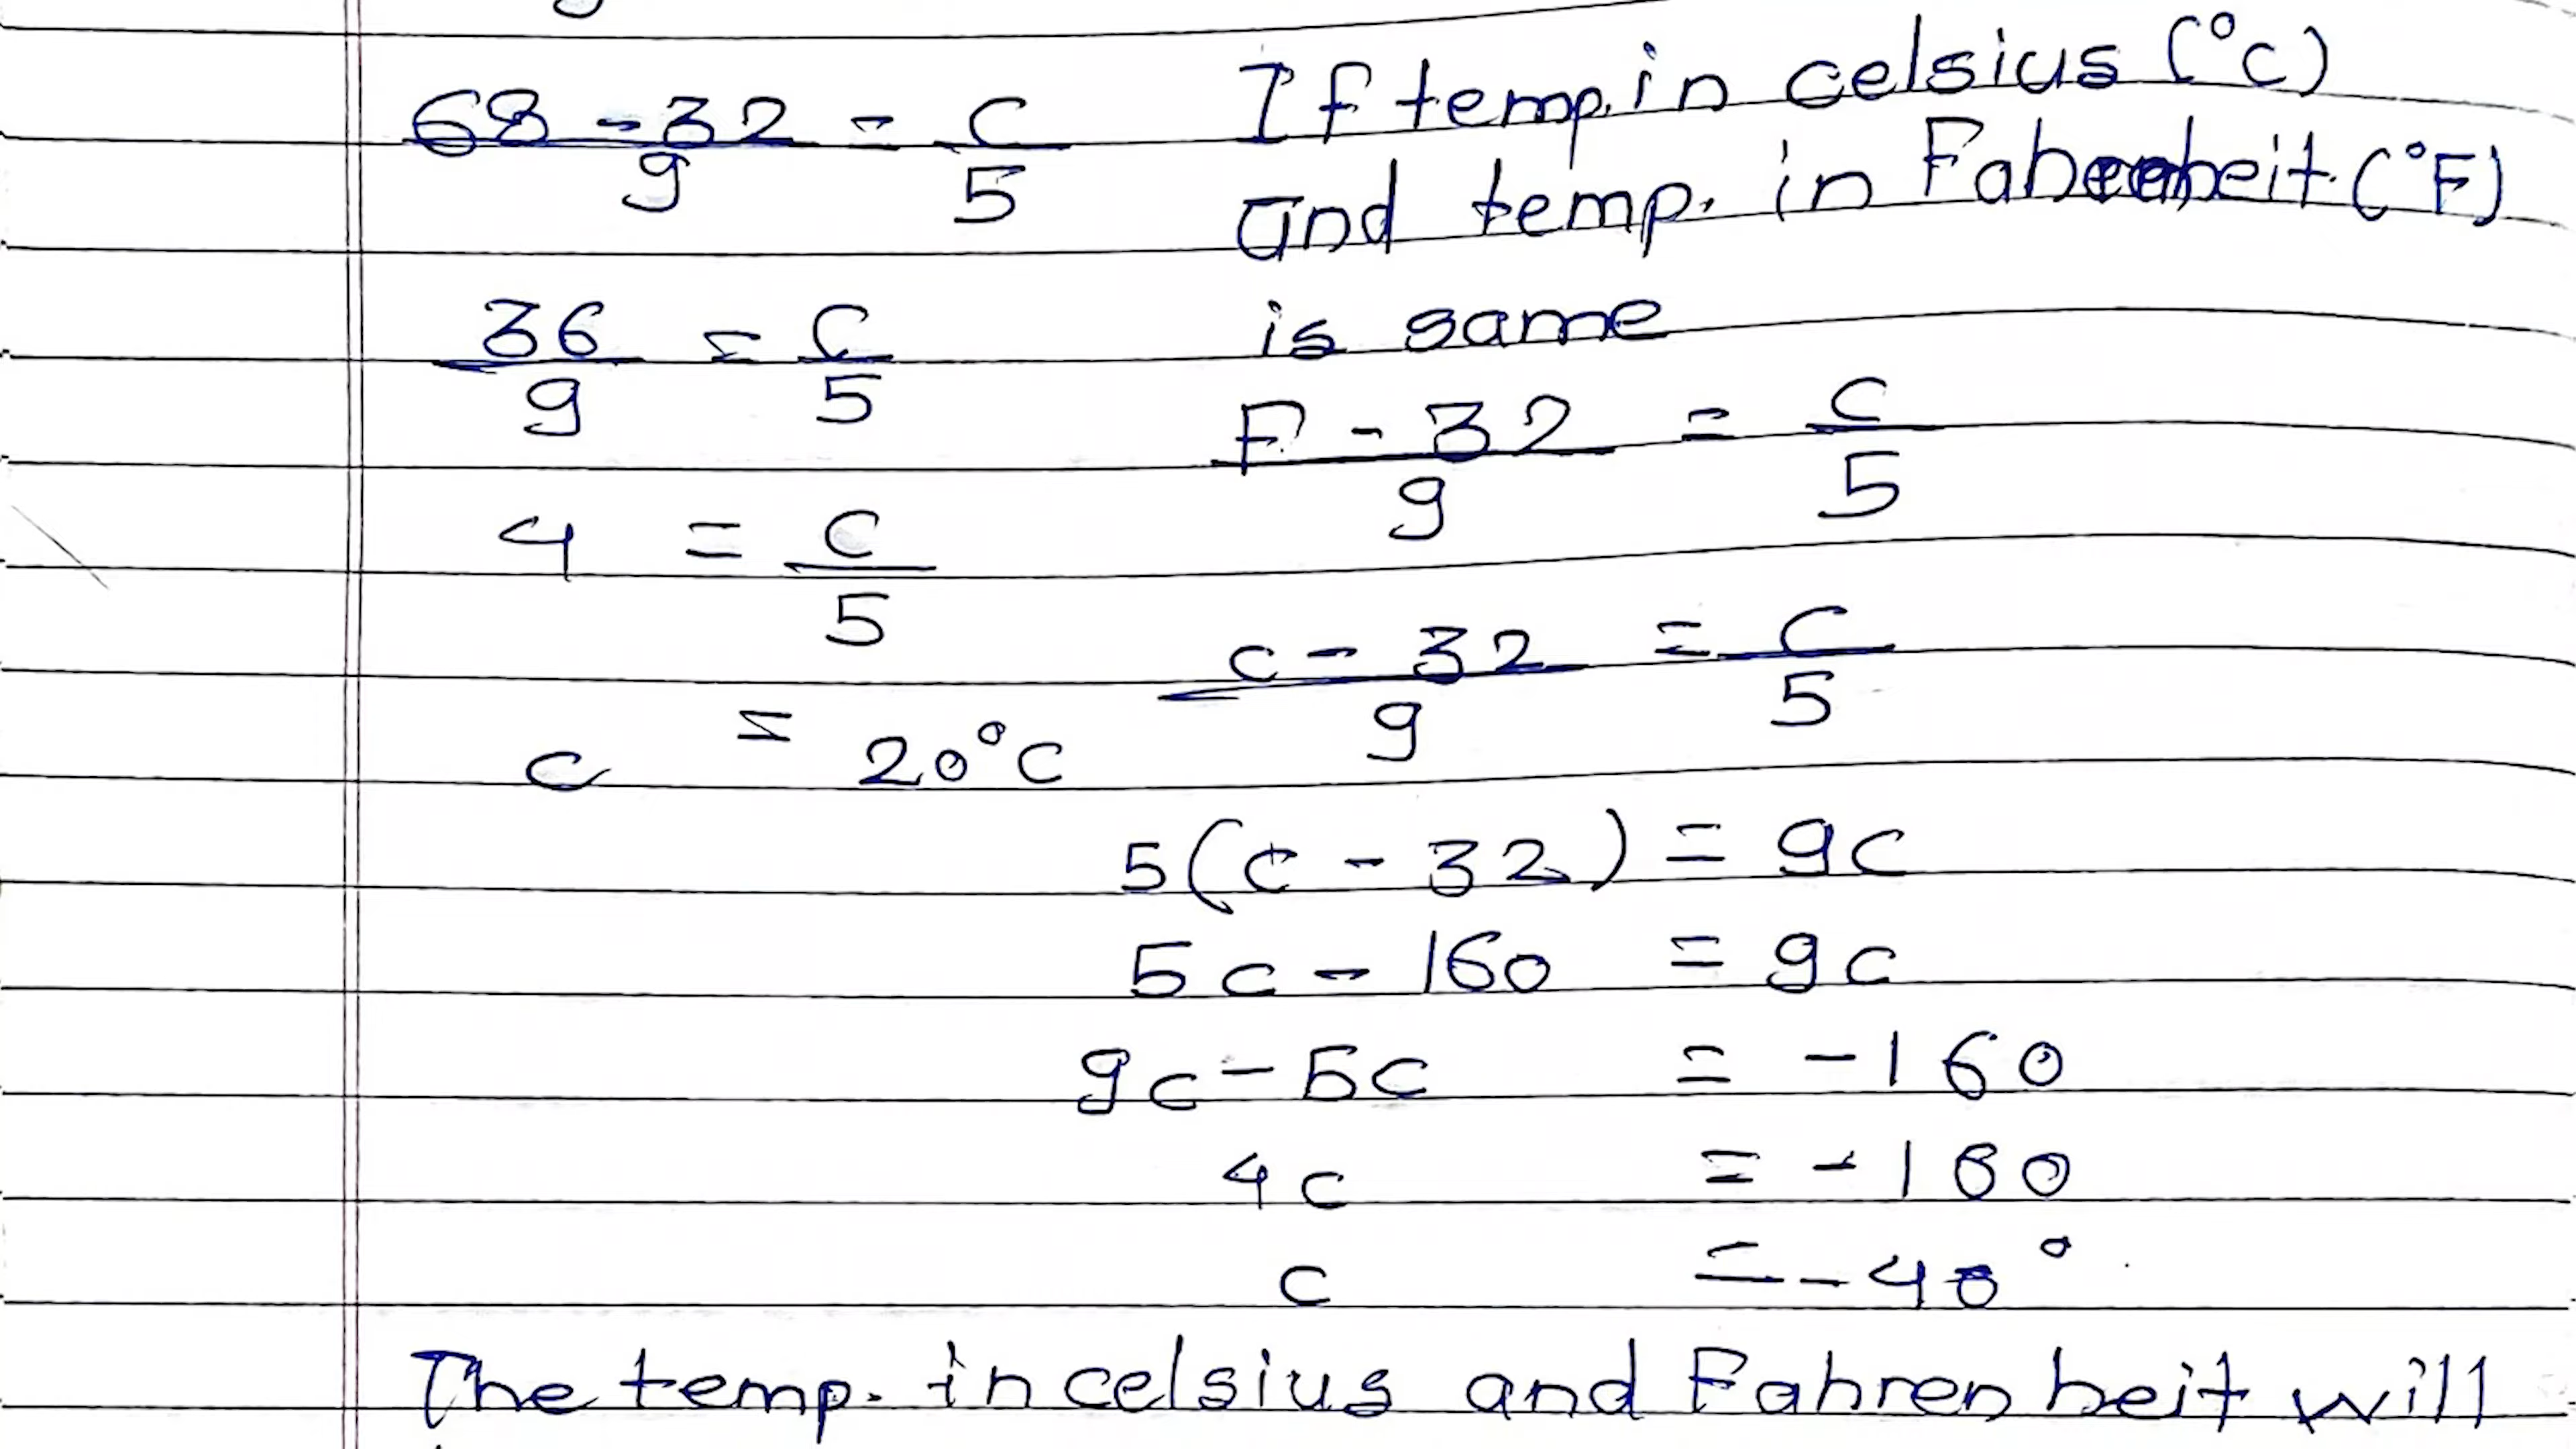 68 - 32 / 9 = C / 5
36 / 9 = C / 5
4 = C / 5
c = 20°C
If temp. in celsius (°c)
and temp. in (°F)
is same
F - 32 / 9 = C / 5
c - 32 / 9 = C / 5
5(c - 32) = 9c
5c - 160 = 9c
9c - 5c = -160
4c = -160
c = -40°
The temp. in celsius and Fahrenheit will